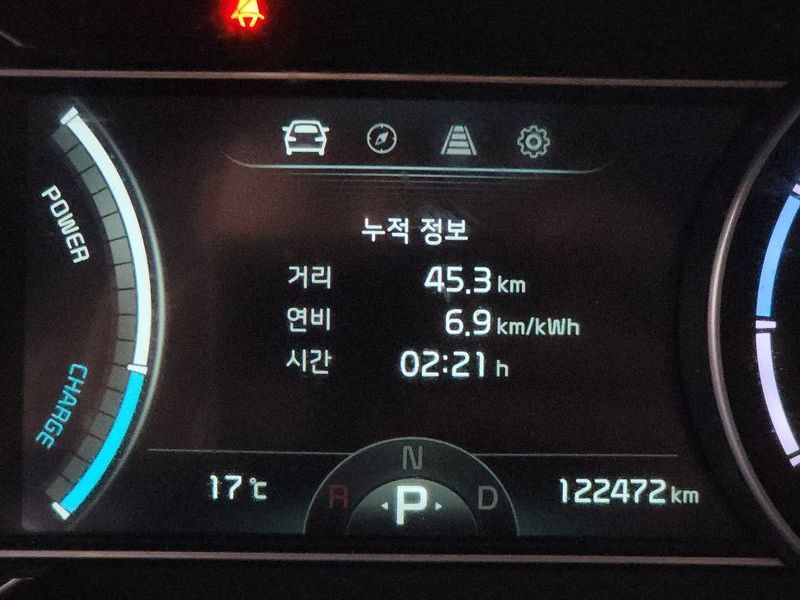 POWER
CHARGE
누적 정보
거리 45.3 km
연비 6.9 km/kWh
시간 02:21 h
N
17 ℃ R P D 122472 km